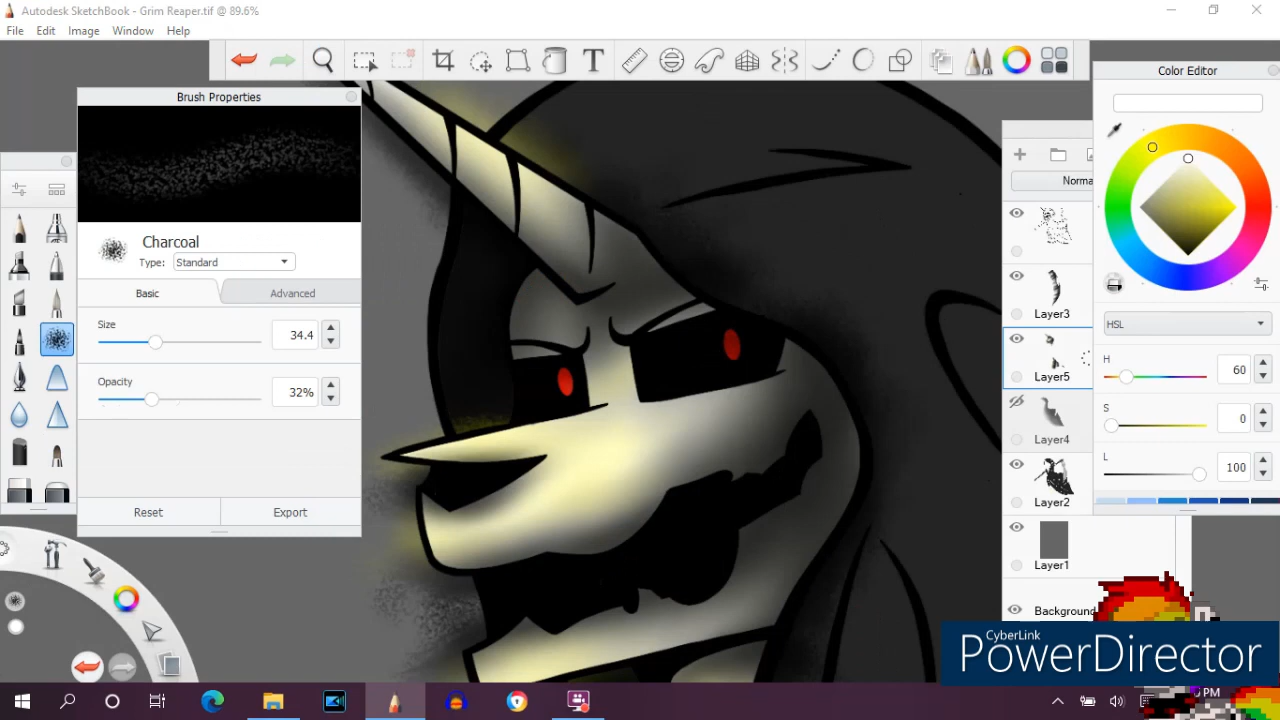 Autodesk SketchBook - Grim Reaper.tif @ 89.6%
File Edit Image Window Help
T
Brush Properties
Color Editor
Charcoal
Type: Standard
Basic Advanced
Size 34.4
Opacity 32%
Reset Export
Norma
Layer3
Layer5
Layer4
Layer2
Layer1
Background
HSL
H 60
S 0
L 100
CyberLink
PowerDirector
PM